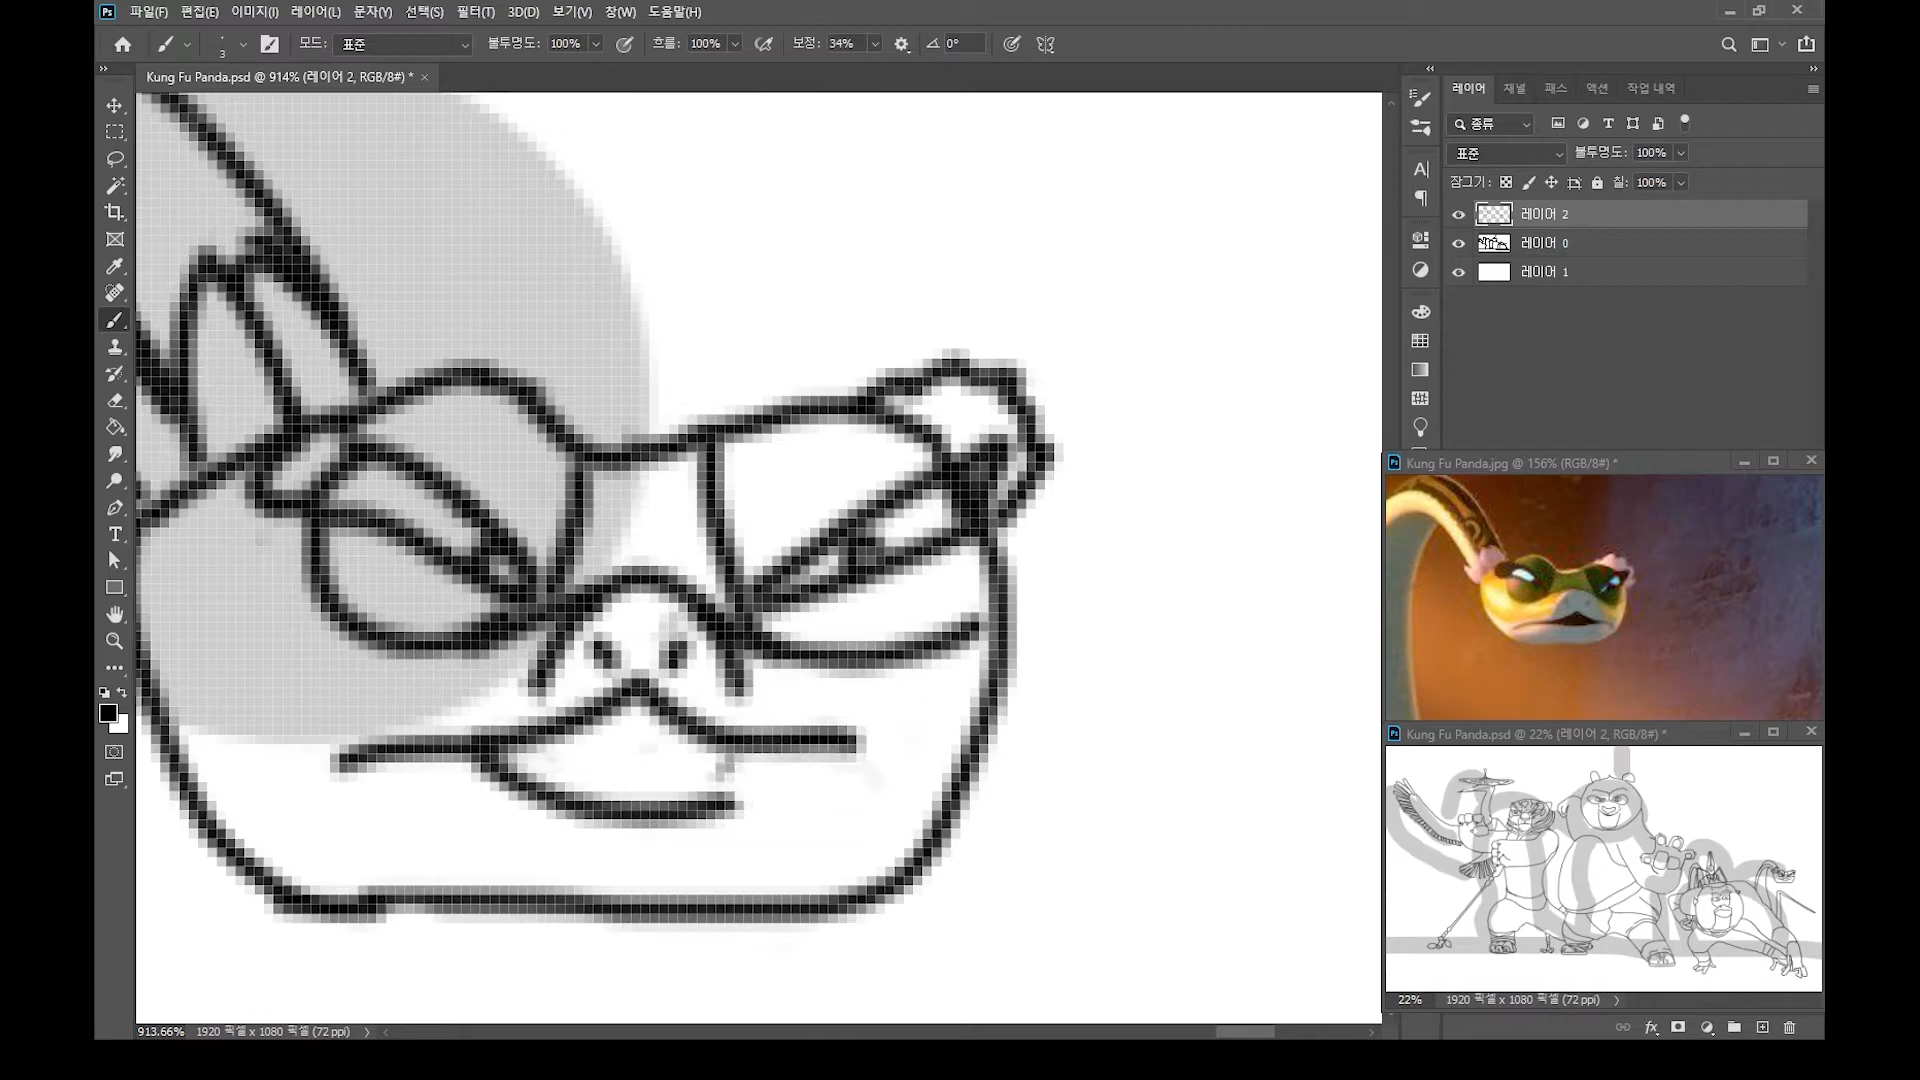 Ps 파일(F) 편집(E) 이미지(I) 레이어(L) 문자(Y) 선택(S) 필터(T) 3D(D) 보기(V) 창(W) 도움말(H)
3 모드: 표준 불투명도: 100% 흐름: 100% 보정: 34% 0°
Kung Fu Panda.psd @ 914% (레이어 2, RGB/8#) *
레이어 채널 패스 액션 작업 내역
종류
표준 불투명도: 100%
잠그기: 칠: 100%
레이어 2
레이어 0
레이어 1
Ps Kung Fu Panda.jpg @ 156% (RGB/8#) *
Ps Kung Fu Panda.psd @ 22% (레이어 2, RGB/8#) *
22% 1920 픽셀 x 1080 픽셀 (72 ppi)
913.66% 1920 픽셀 x 1080 픽셀 (72 ppi)
fx